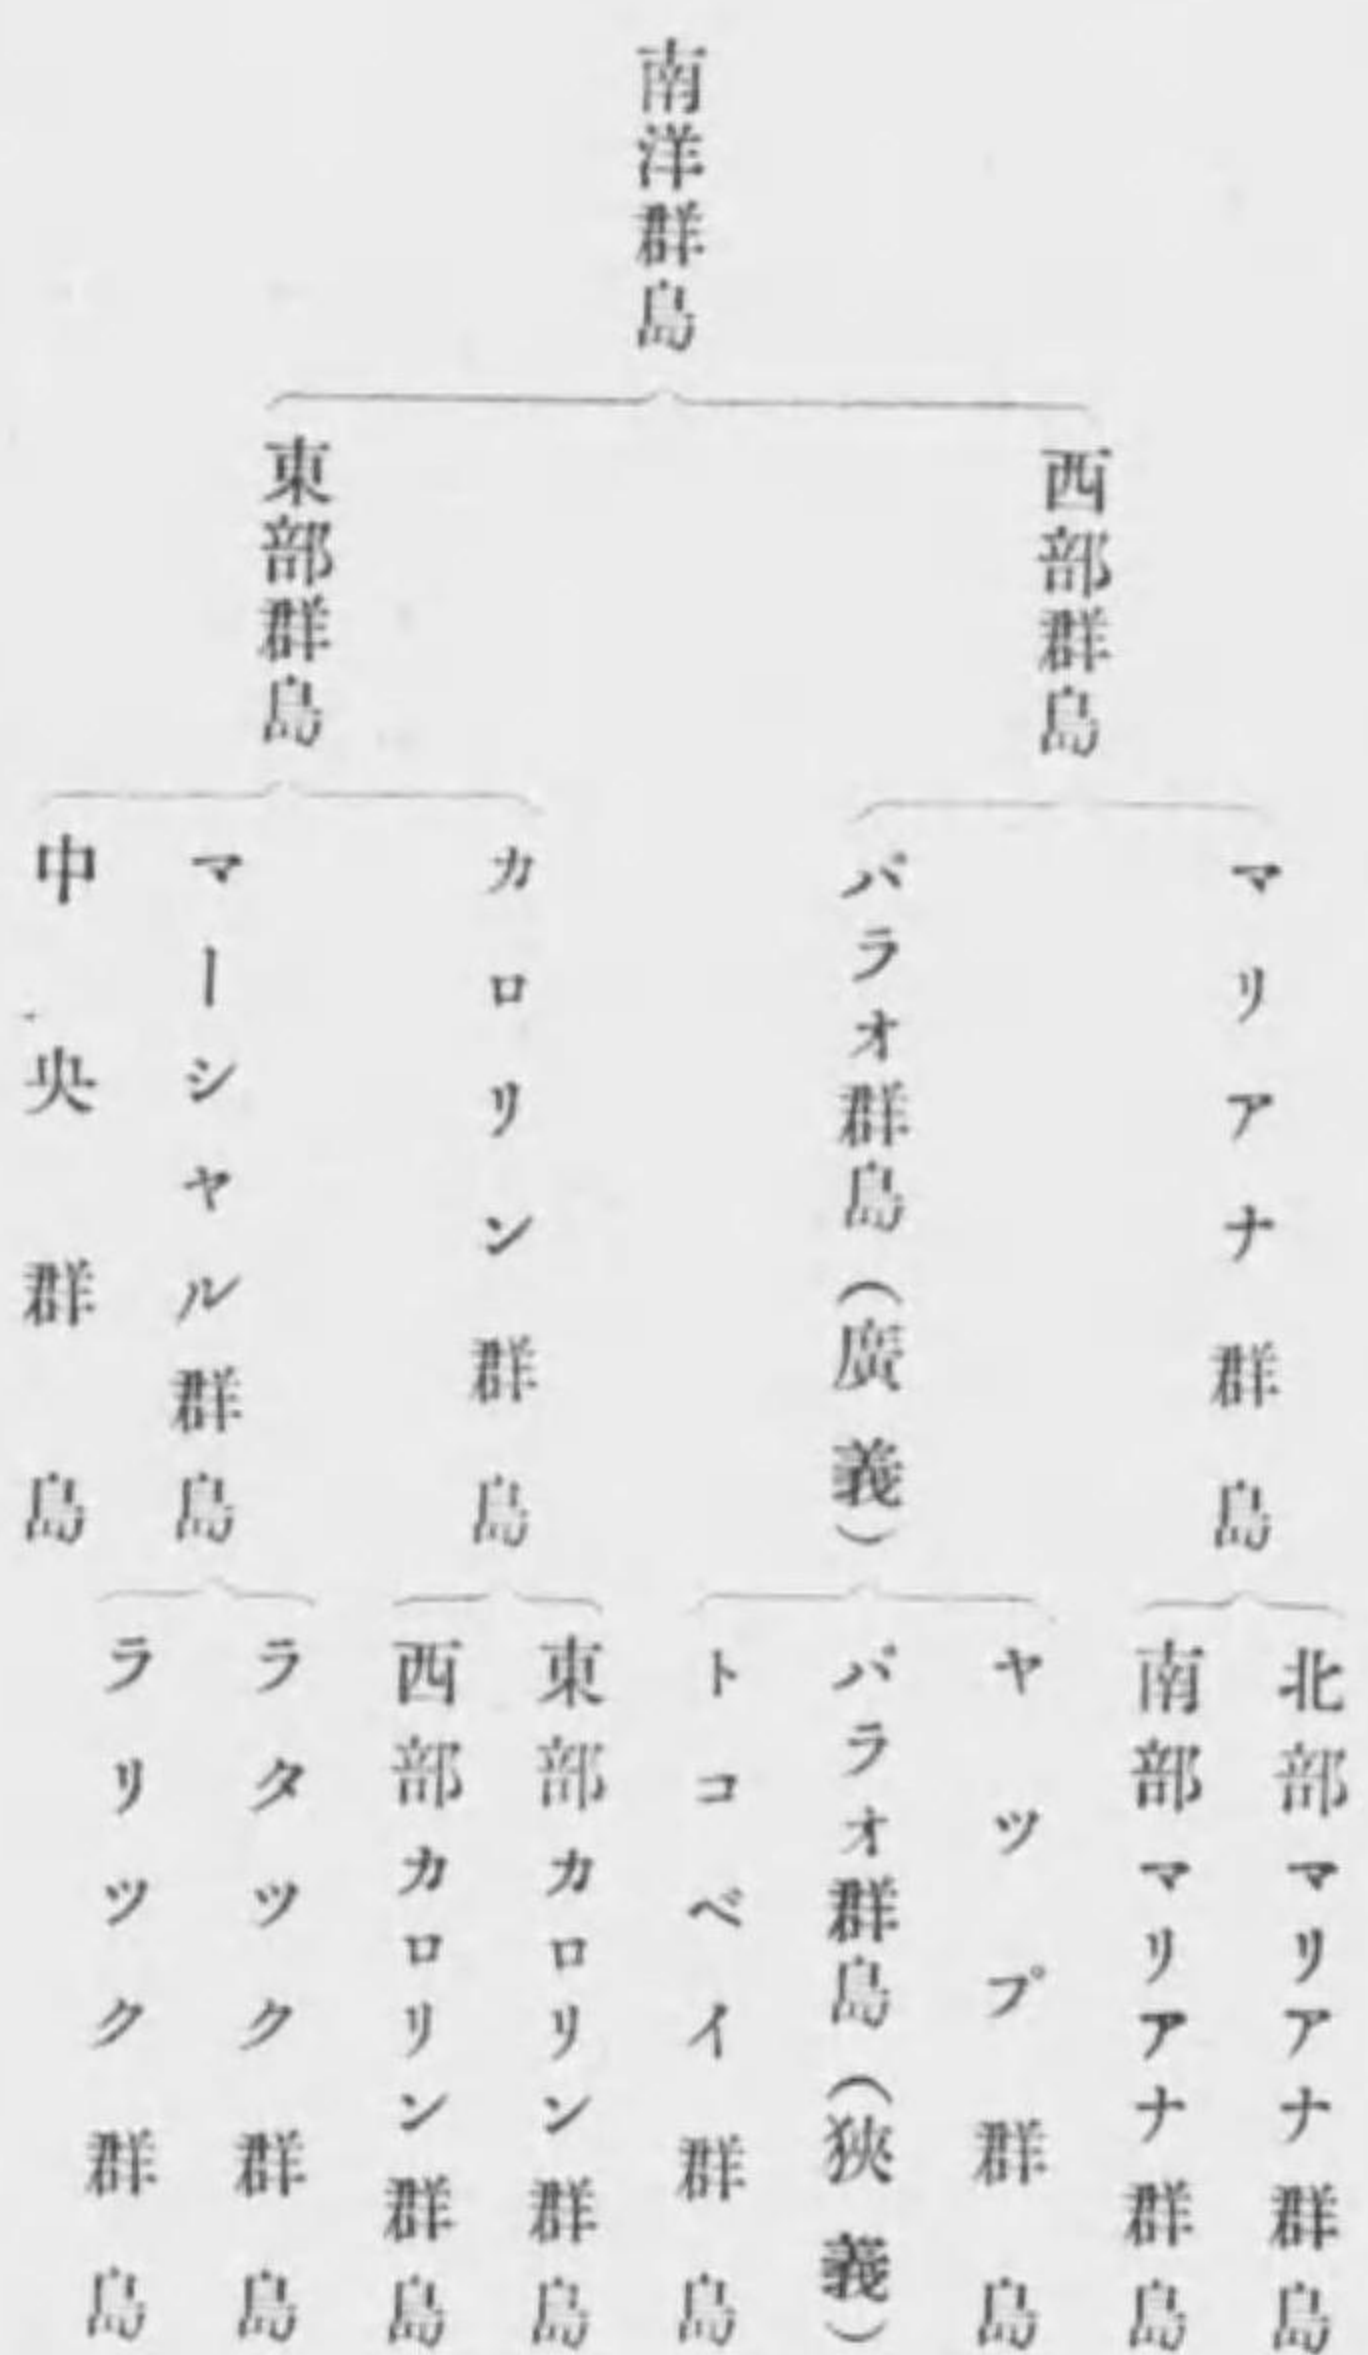 南洋群島
西部群島
マリアナ群島
北部マリアナ群島
南部マリアナ群島
パラオ群島(廣義)
ヤップ群島
パラオ群島(狹義)
トコベイ群島
東部群島
カロリン群島
東部カロリン群島
西部カロリン群島
マーシャル群島
ラタック群島
ラリック群島
中央群島